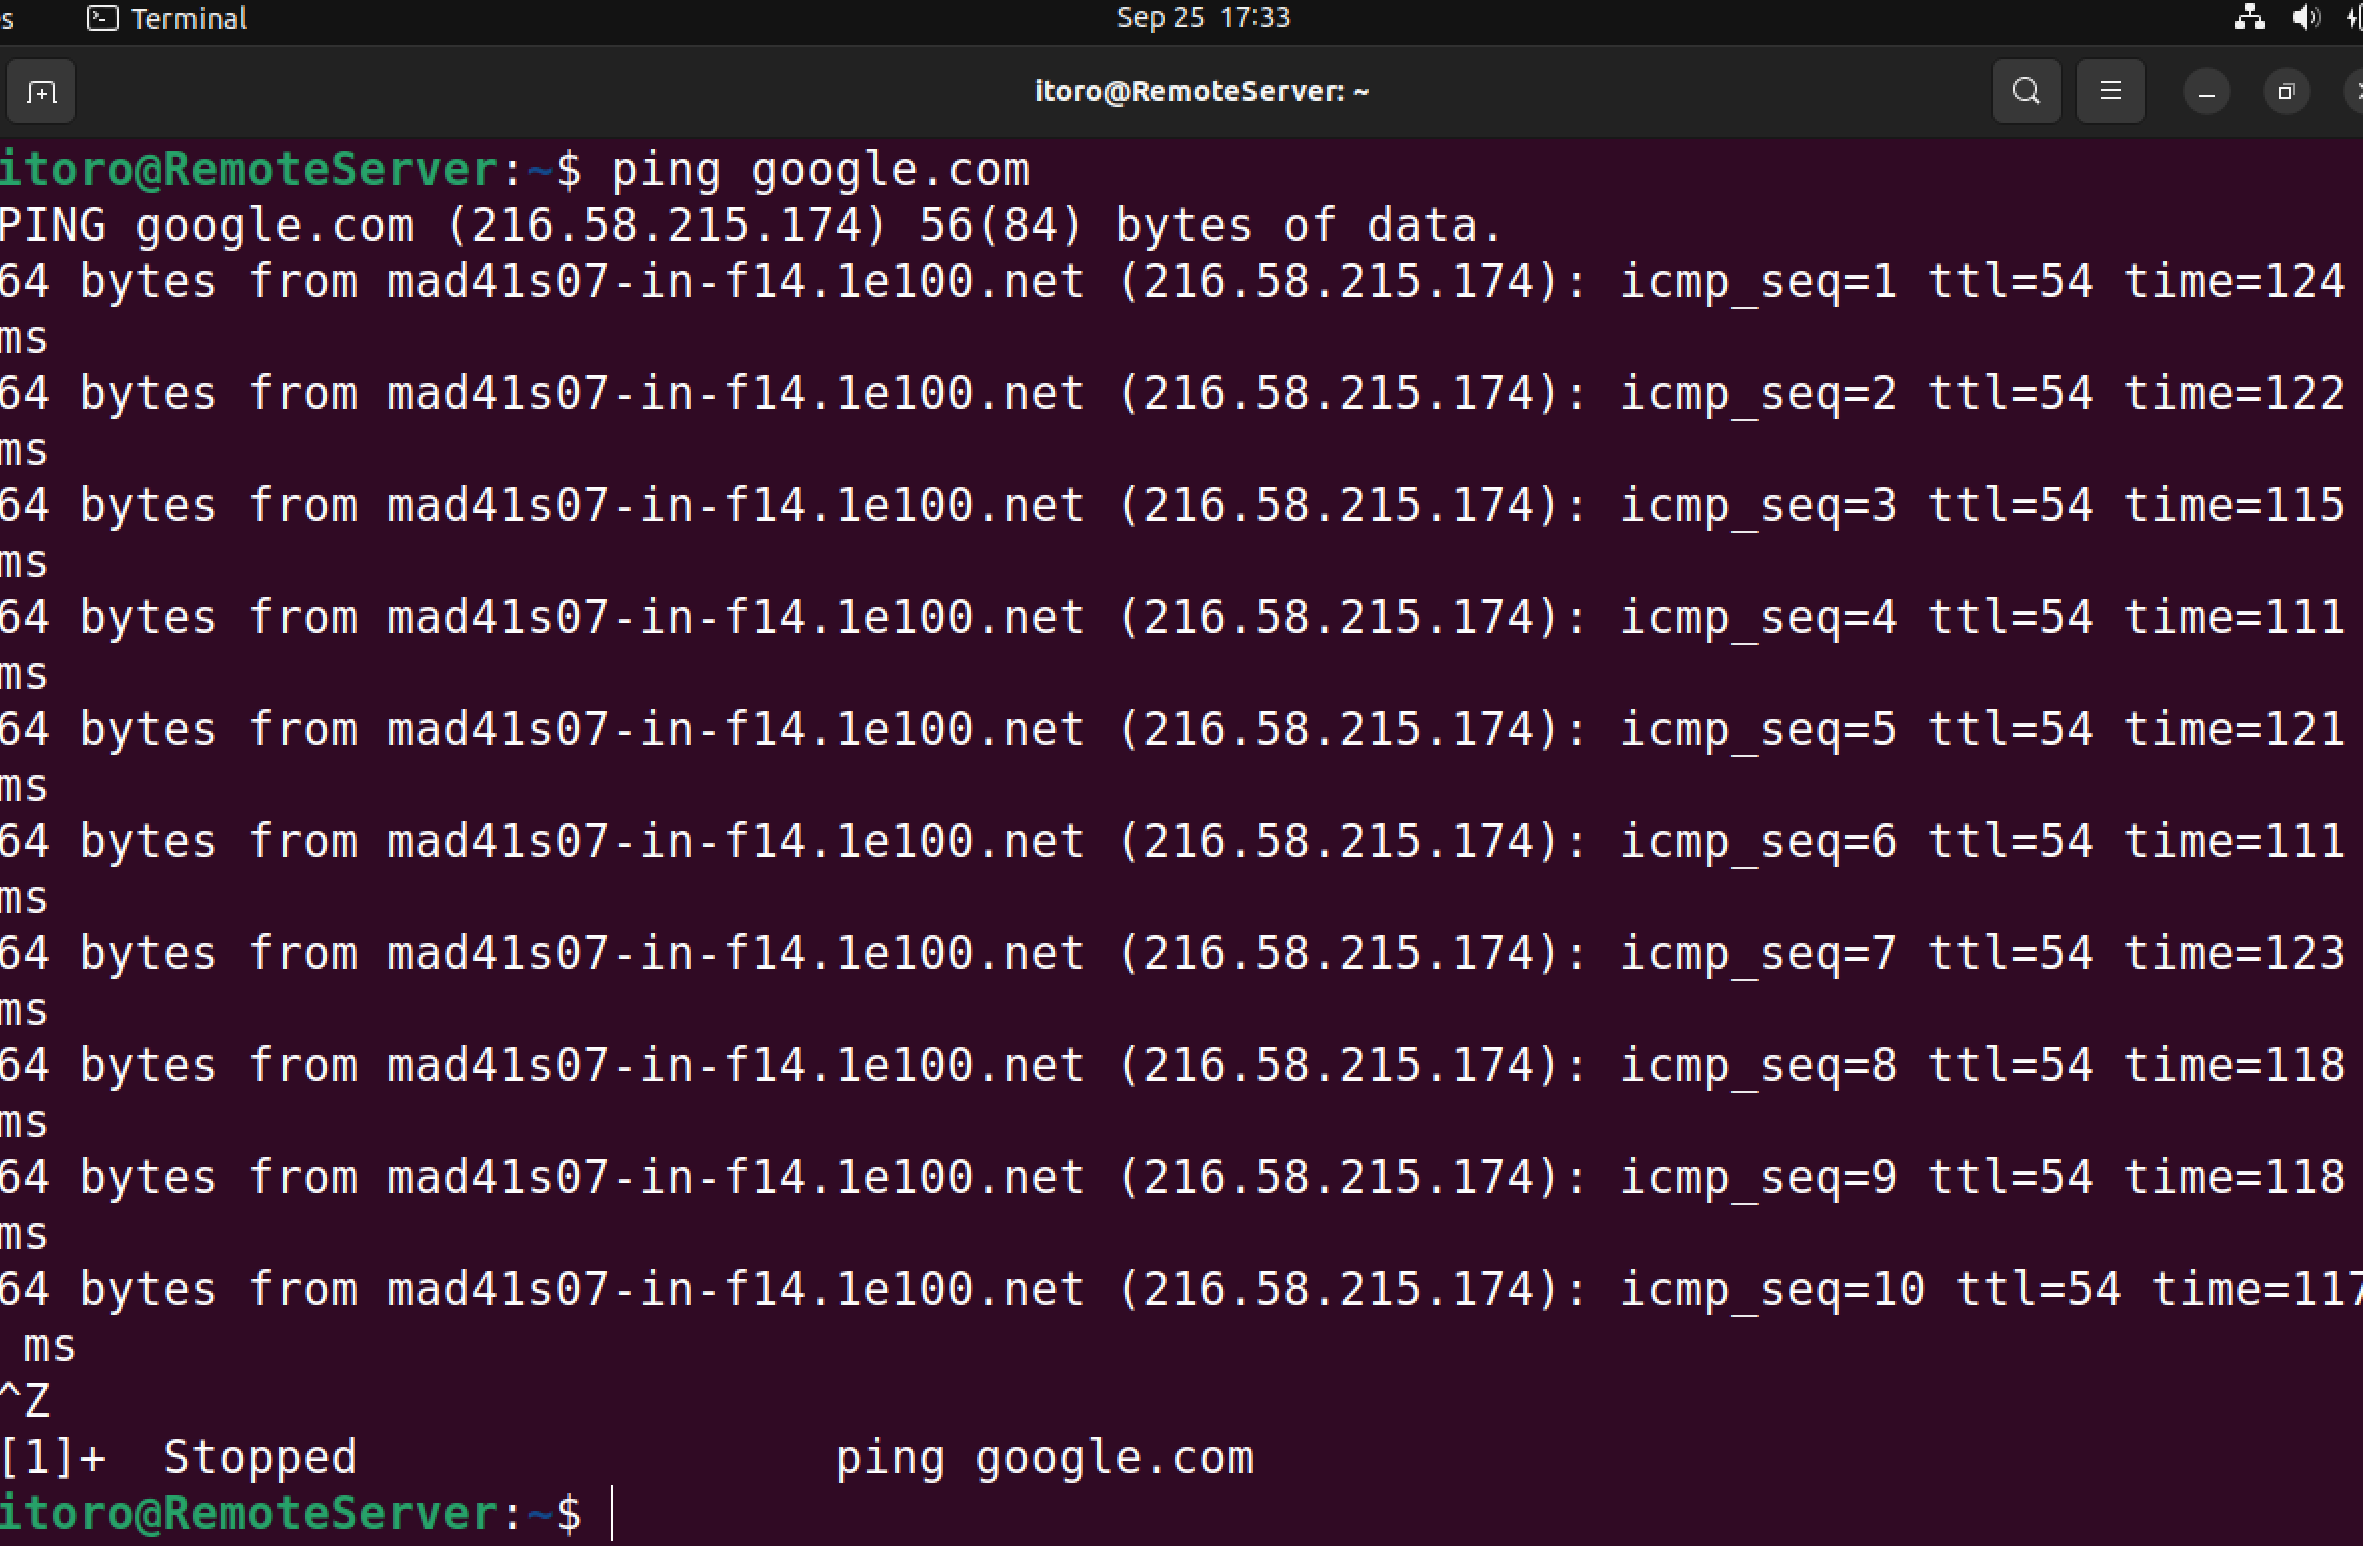 s Terminal Sep 25 17:33
itoro@RemoteServer: ~
itoro@RemoteServer:~$ ping google.com
PING google.com (216.58.215.174) 56(84) bytes of data.
64 bytes from mad41s07-in-f14.1e100.net (216.58.215.174): icmp_seq=1 ttl=54 time=124
ms
64 bytes from mad41s07-in-f14.1e100.net (216.58.215.174): icmp_seq=2 ttl=54 time=122
ms
64 bytes from mad41s07-in-f14.1e100.net (216.58.215.174): icmp_seq=3 ttl=54 time=115
ms
64 bytes from mad41s07-in-f14.1e100.net (216.58.215.174): icmp_seq=4 ttl=54 time=111
ms
64 bytes from mad41s07-in-f14.1e100.net (216.58.215.174): icmp_seq=5 ttl=54 time=121
ms
64 bytes from mad41s07-in-f14.1e100.net (216.58.215.174): icmp_seq=6 ttl=54 time=111
ms
64 bytes from mad41s07-in-f14.1e100.net (216.58.215.174): icmp_seq=7 ttl=54 time=123
ms
64 bytes from mad41s07-in-f14.1e100.net (216.58.215.174): icmp_seq=8 ttl=54 time=118
ms
64 bytes from mad41s07-in-f14.1e100.net (216.58.215.174): icmp_seq=9 ttl=54 time=118
ms
64 bytes from mad41s07-in-f14.1e100.net (216.58.215.174): icmp_seq=10 ttl=54 time=117
 ms
^Z
[1]+  Stopped                 ping google.com
itoro@RemoteServer:~$